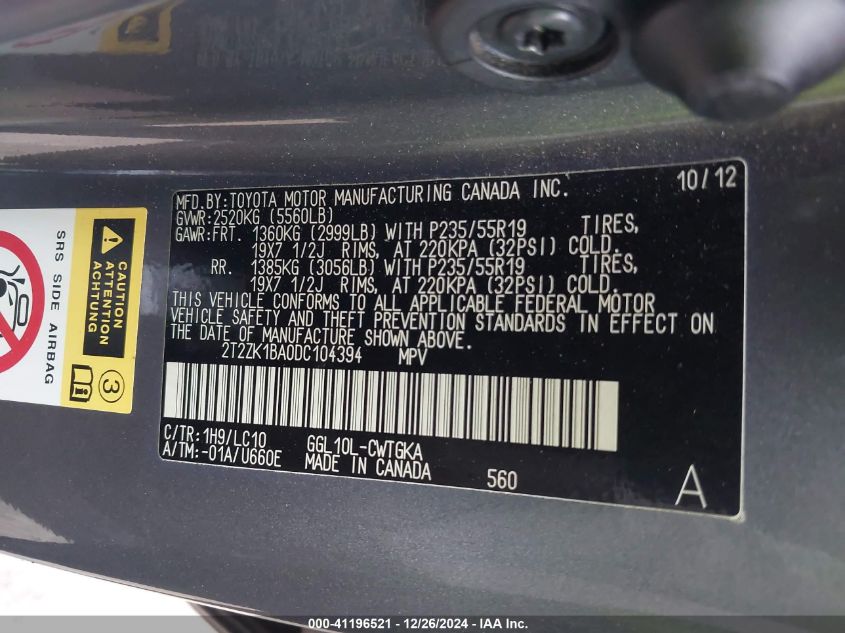 10/12
MFD.BY:TOYOTA MOTOR MANUFACTURING CANADA INC.
GVWR:2520KG (5560LB)
GAWR:FRT. 1360KG (2999LB) WITH P235/55R19 TIRES,
19X7 1/2J RIMS, AT 220KPA (32PSI) COLD.
RR. 1385KG (3056LB) WITH P235/55R19 TIRES,
19X7 1/2J RIMS, AT 220KPA (32PSI) COLD.
THIS VEHICLE CONFORMS TO ALL APPLICABLE FEDERAL MOTOR
VEHICLE SAFETY AND THEFT PREVENTION STANDARDS IN EFFECT ON
THE DATE OF MANUFACTURE SHOWN ABOVE.
2T2ZK1BA0DC104394 MPV
C/TR:1H9/LC10 GGL10L-CWTGKA
A/TM:-01A/U660E MADE IN CANADA 560 A
SRS SIDE AIRBAG
CAUTION
ATTENTION
ACHTUNG
3
000-41196521 - 12/26/2024 - IAA Inc.